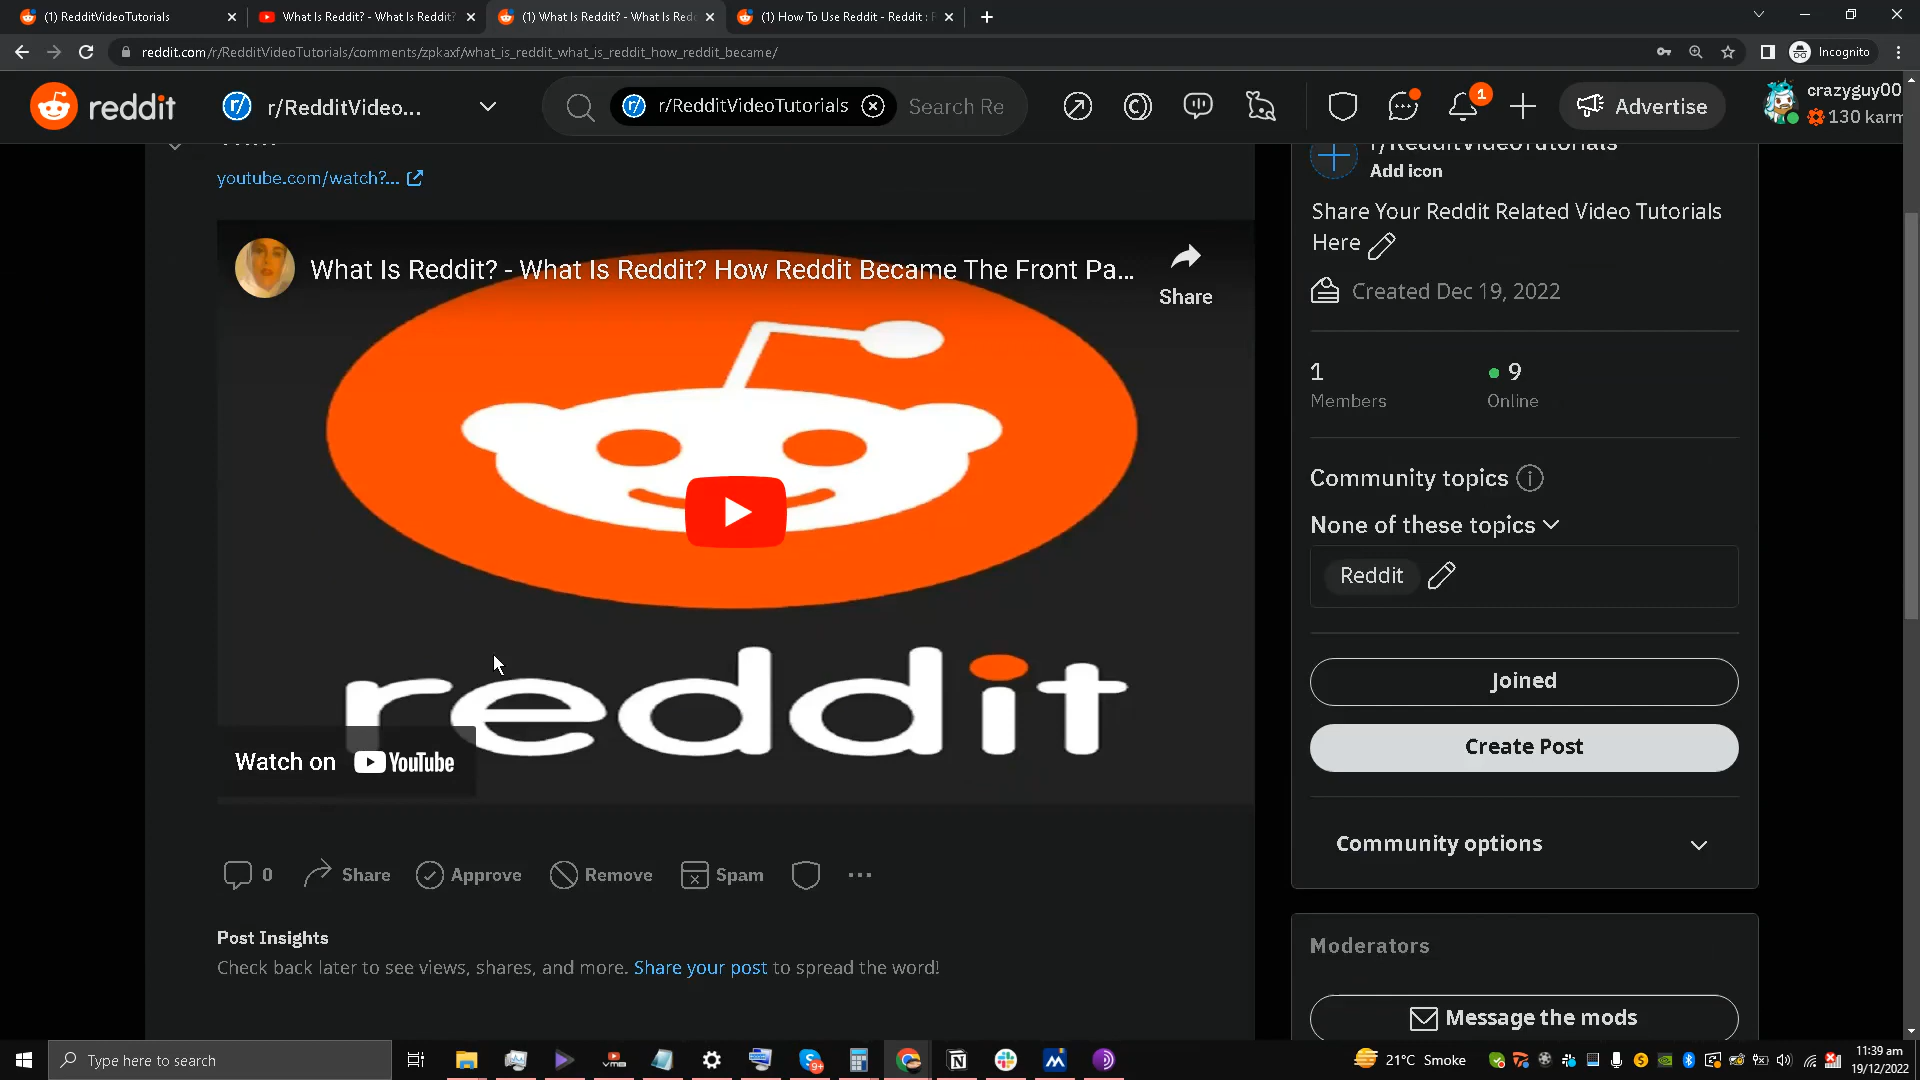 (1) RedditVideoTutorials
What Is Reddit? - What Is Reddit?
(1) What Is Reddit? - What Is Red
(1) How To Use Reddit - Reddit :
reddit.com/r/RedditVideoTutorials/comments/zpkaxf/what_is_reddit_what_is_reddit_how_reddit_became/
Incognito
reddit
r/RedditVideo...
r/RedditVideoTutorials
Search Re
1
Advertise
crazyguy00
130 karm
youtube.com/watch?...
What Is Reddit? - What Is Reddit? How Reddit Became The Front Pa...
Share
reddit
Watch on YouTube
0
Share
Approve
Remove
Spam
Post Insights
Check back later to see views, shares, and more. Share your post to spread the word!
r/RedditVideoTutorials
Add icon
Share Your Reddit Related Video Tutorials
Here
Created Dec 19, 2022
1
9
Members
Online
Community topics
None of these topics
Reddit
Joined
Create Post
Community options
Moderators
Message the mods
Type here to search
9+
21°C Smoke
11:39 am
19/12/2022